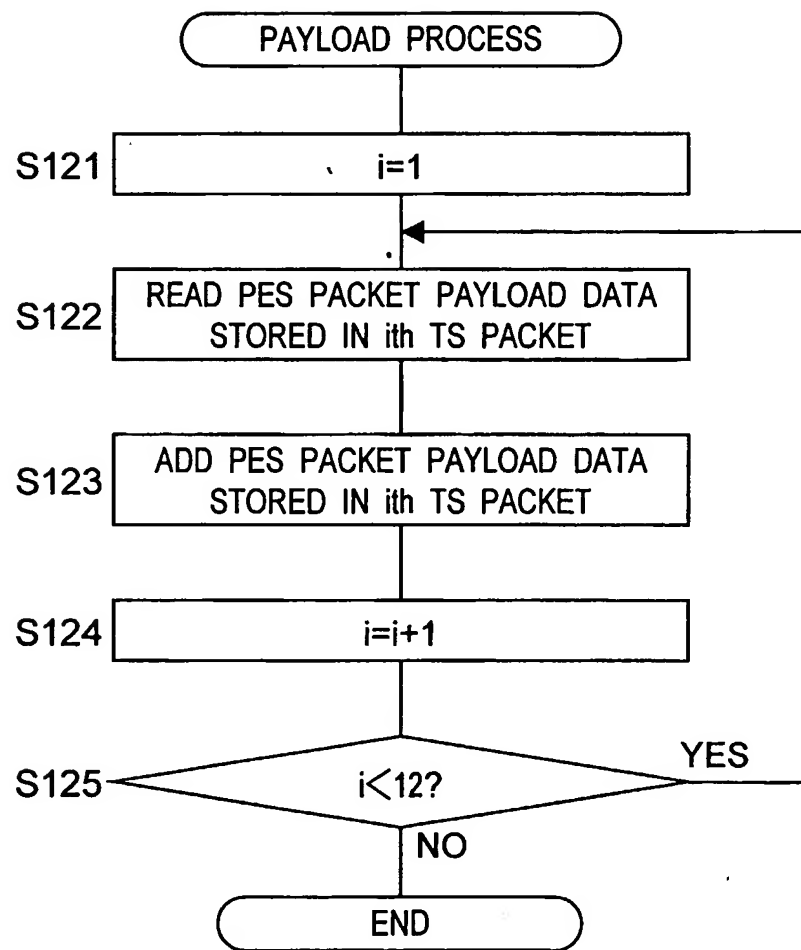 PAYLOAD PROCESS
S121
i=1
S122
READ PES PACKET PAYLOAD DATA
STORED IN ith TS PACKET
S123
ADD PES PACKET PAYLOAD DATA
STORED IN ith TS PACKET
S124
i=i+1
S125
i<12?
YES
NO
END